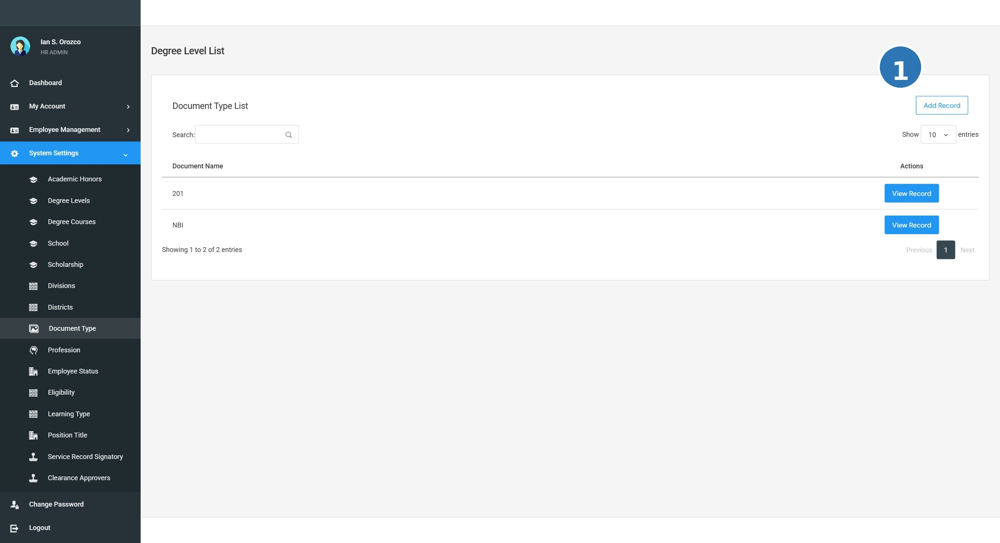 Ian S. Orozco
HR ADMIN
Dashboard
My Account
Employee Management
System Settings
Academic Honors
Degree Levels
Degree Courses
School
Scholarship
Divisions
Districts
Document Type
Profession
Employee Status
Eligibility
Learning Type
Position Title
Service Record Signatory
Clearance Approvers
Change Password
Logout
Degree Level List
1
Document Type List
Add Record
Search:
Show 10 entries
Document Name Actions
201 View Record
NBI View Record
Showing 1 to 2 of 2 entries
Previous 1 Next